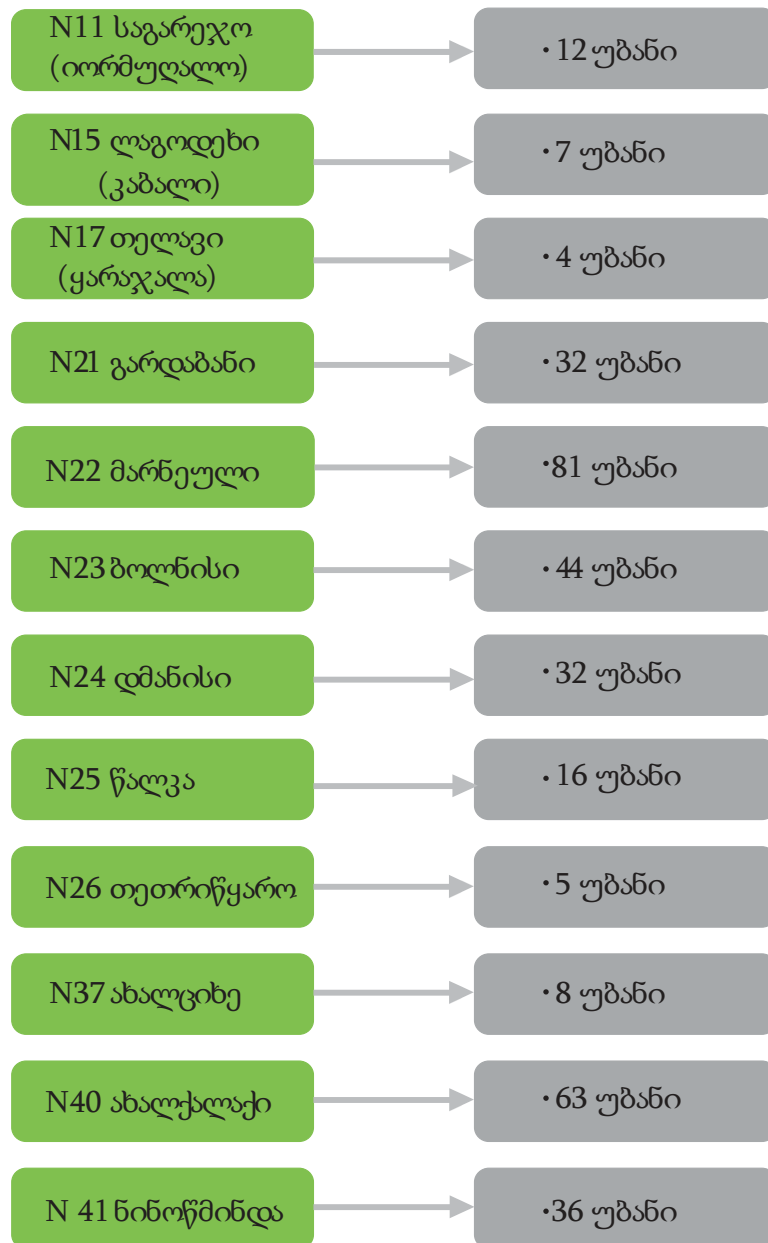 N11 საგარეჯო
(იორმუღალო)
·12 უბანი
N15 ლაგოდეხი
(კაბალი)
·7 უბანი
N17 თელავი
(ყარაჯალა)
·4 უბანი
N21 გარდაბანი
·32 უბანი
N22 მარნეული
·81 უბანი
N23 ბოლნისი
·44 უბანი
N24 დმანისი
·32 უბანი
N25 წალკა
·16 უბანი
N26 თეთრიწყარო
·5 უბანი
N37 ახალციხე
·8 უბანი
N40 ახალქალაქი
·63 უბანი
N 41 ნინოწმინდა
·36 უბანი